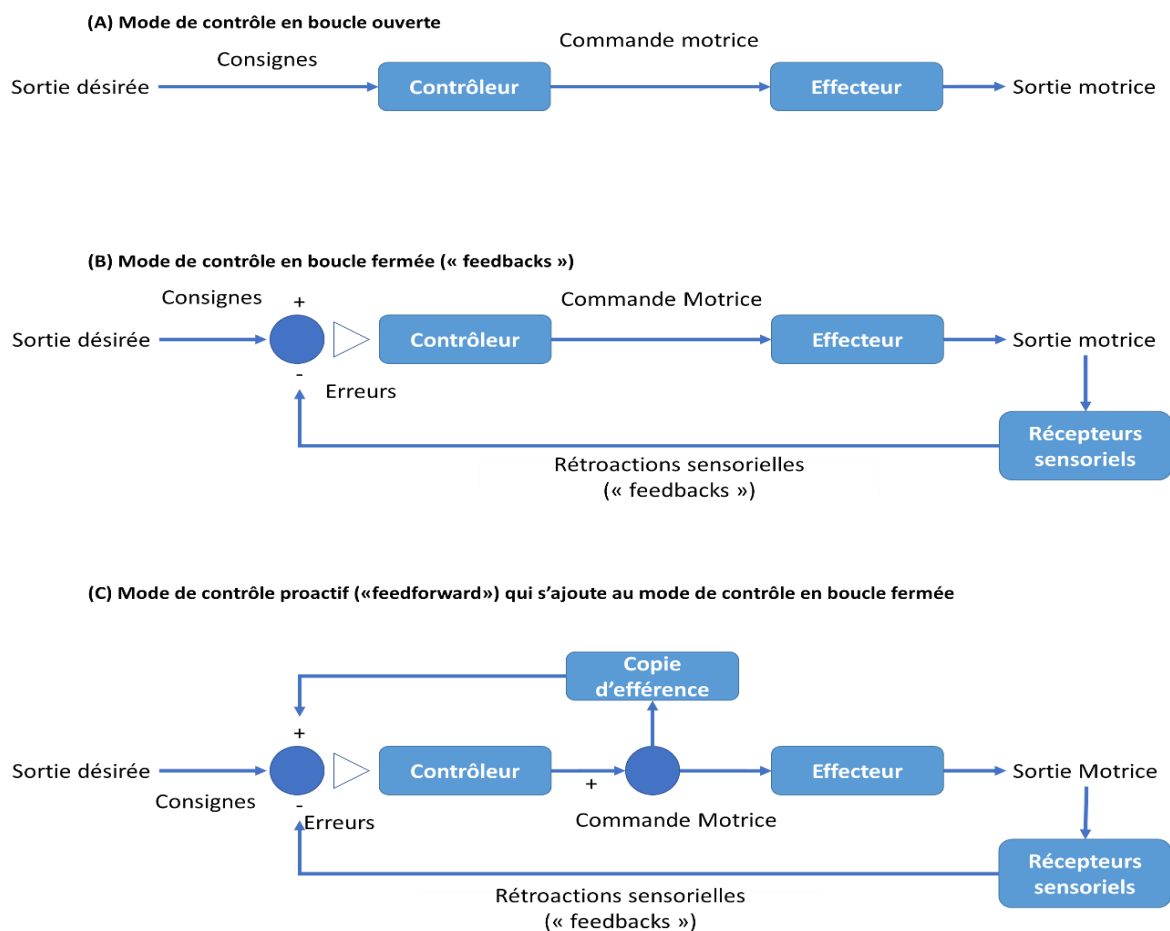 (A) Mode de contrôle en boucle ouverte
Consignes
Commande motrice
Sortie désirée
Contrôleur
Effecteur
Sortie motrice
(B) Mode de contrôle en boucle fermée (« feedbacks »)
Consignes
+
Commande Motrice
Sortie désirée
Contrôleur
Effecteur
Sortie motrice
-
Erreurs
Récepteurs
sensoriels
Rétroactions sensorielles
(« feedbacks »)
(C) Mode de contrôle proactif («feedforward») qui s’ajoute au mode de contrôle en boucle fermée
Copie
d’efférence
+
Sortie désirée
Contrôleur
+
Effecteur
Sortie Motrice
Consignes
-
Erreurs
Commande Motrice
Récepteurs
sensoriels
Rétroactions sensorielles
(« feedbacks »)